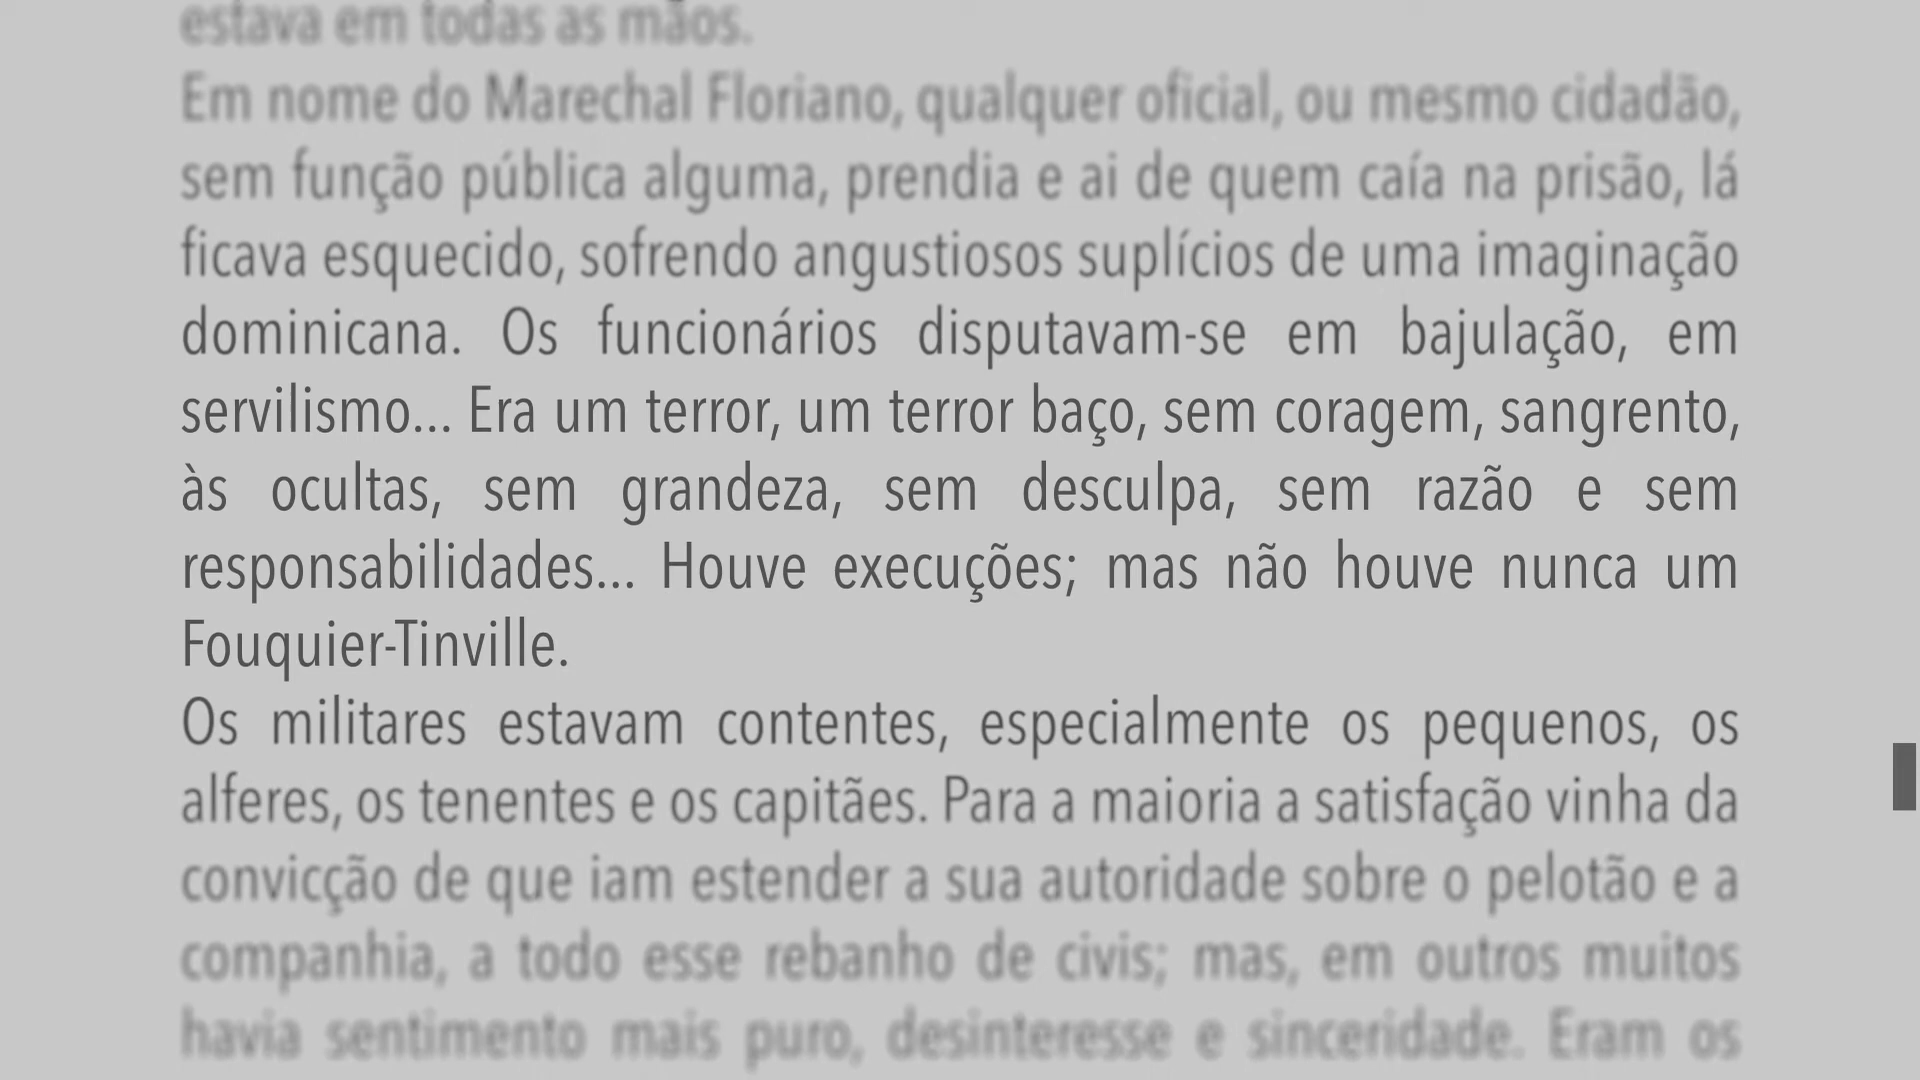 estava em todas as mãos.
Em nome do Marechal Floriano, qualquer oficial, ou mesmo cidadão,
sem função pública alguma, prendia e ai de quem caía na prisão, lá
ficava esquecido, sofrendo angustiosos suplícios de uma imaginação
dominicana. Os funcionários disputavam-se em bajulação, em
servilismo... Era um terror, um terror baço, sem coragem, sangrento,
às ocultas, sem grandeza, sem desculpa, sem razão e sem
responsabilidades... Houve execuções; mas não houve nunca um
Fouquier-Tinville.
Os militares estavam contentes, especialmente os pequenos, os
alferes, os tenentes e os capitães. Para a maioria a satisfação vinha da
convicção de que iam estender a sua autoridade sobre o pelotão e a
companhia, a todo esse rebanho de civis; mas, em outros muitos
havia sentimento mais puro, desinteresse e sinceridade. Eram os